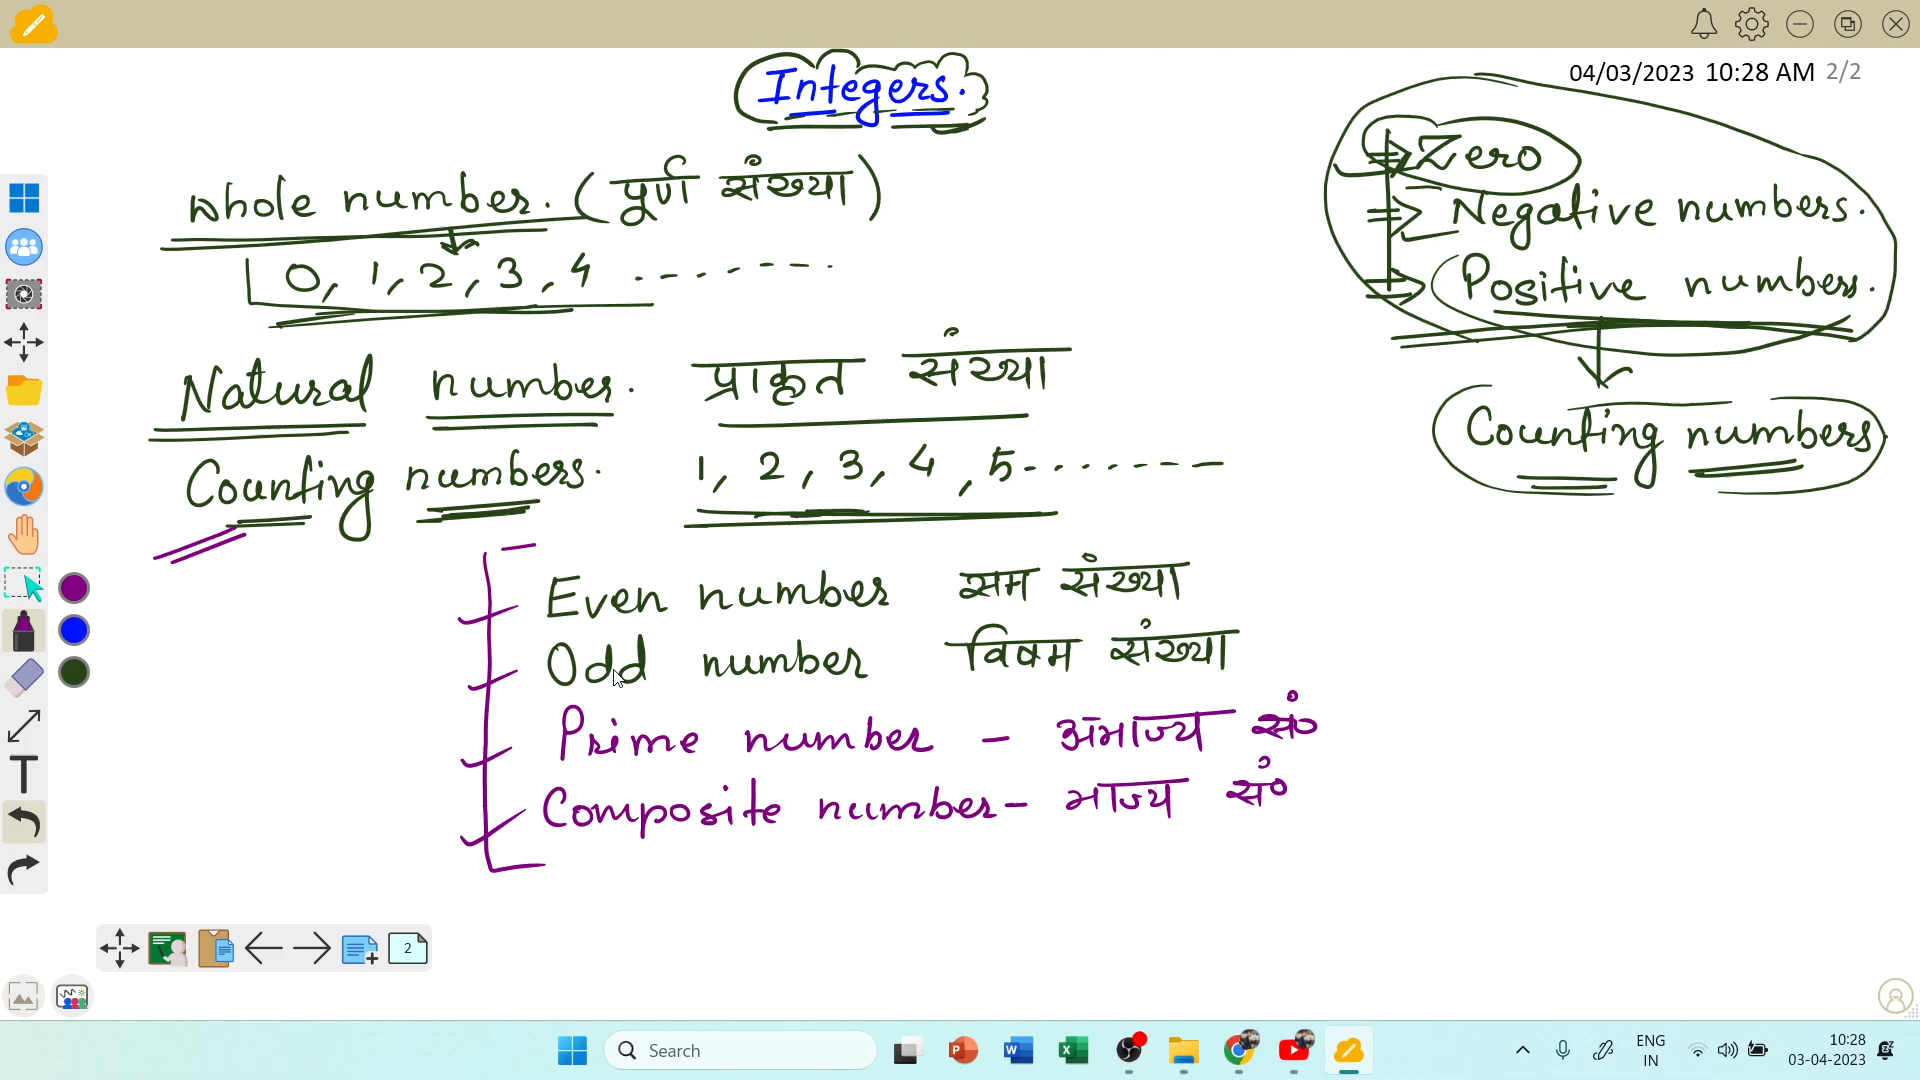 04/03/2023 10:28 AM 2/2
Integers.
Whole number. (पूर्ण संख्या)
0, 1, 2, 3, 4 .......
Natural number. प्राकृत संख्या
Counting numbers. 1, 2, 3, 4, 5.......
Even number सम संख्या
Odd number विषम संख्या
Prime number - अभाज्य सं०
Composite number- भाज्य सं०
⇒ Zero
⇒ Negative numbers.
⇒ Positive numbers.
Counting numbers
2
Search
ENG
IN
10:28
03-04-2023